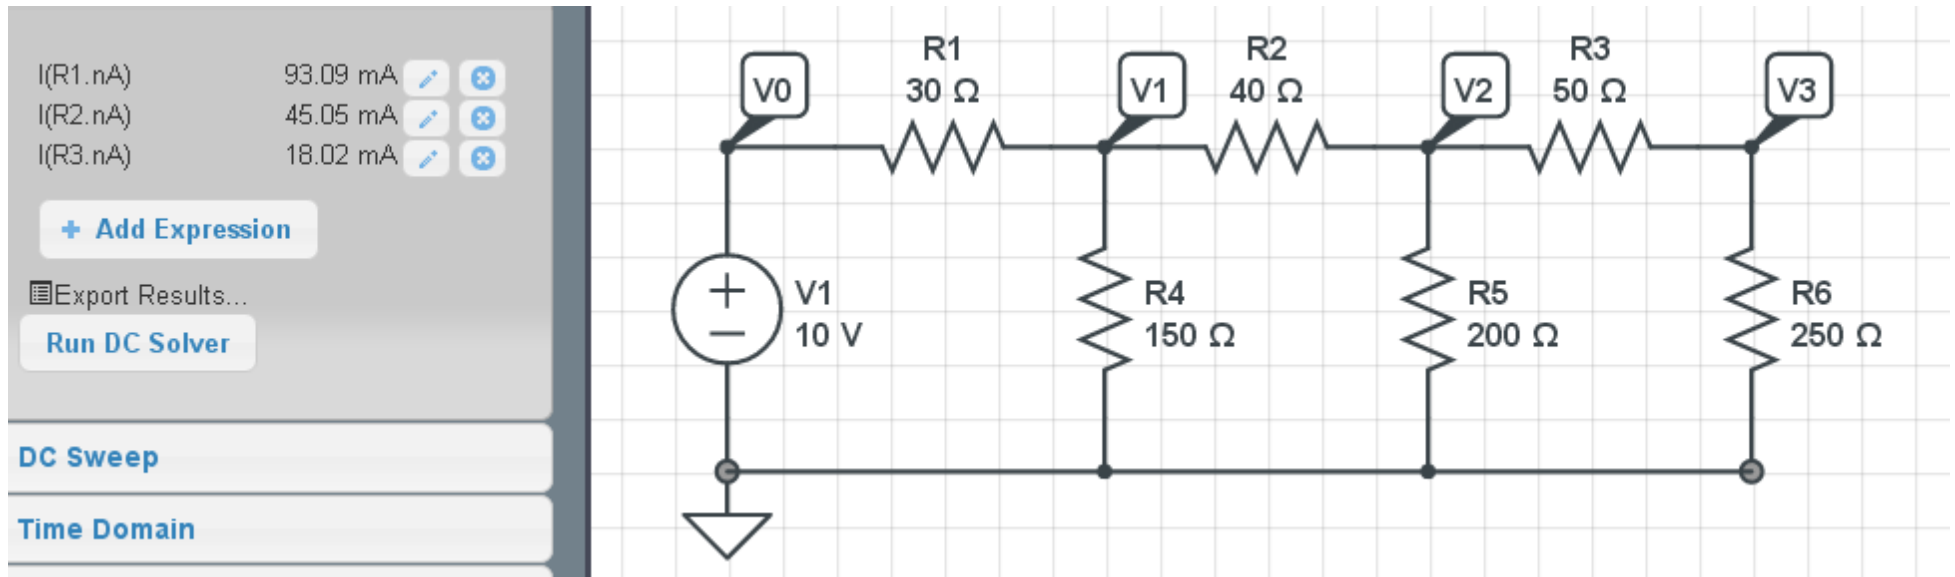 I(R1.nA) 93.09 mA
I(R2.nA) 45.05 mA
I(R3.nA) 18.02 mA
+ Add Expression
Export Results...
Run DC Solver
DC Sweep
Time Domain
V0
R1
30 Ω
V1
R2
40 Ω
V2
R3
50 Ω
V3
V1
10 V
R4
150 Ω
R5
200 Ω
R6
250 Ω